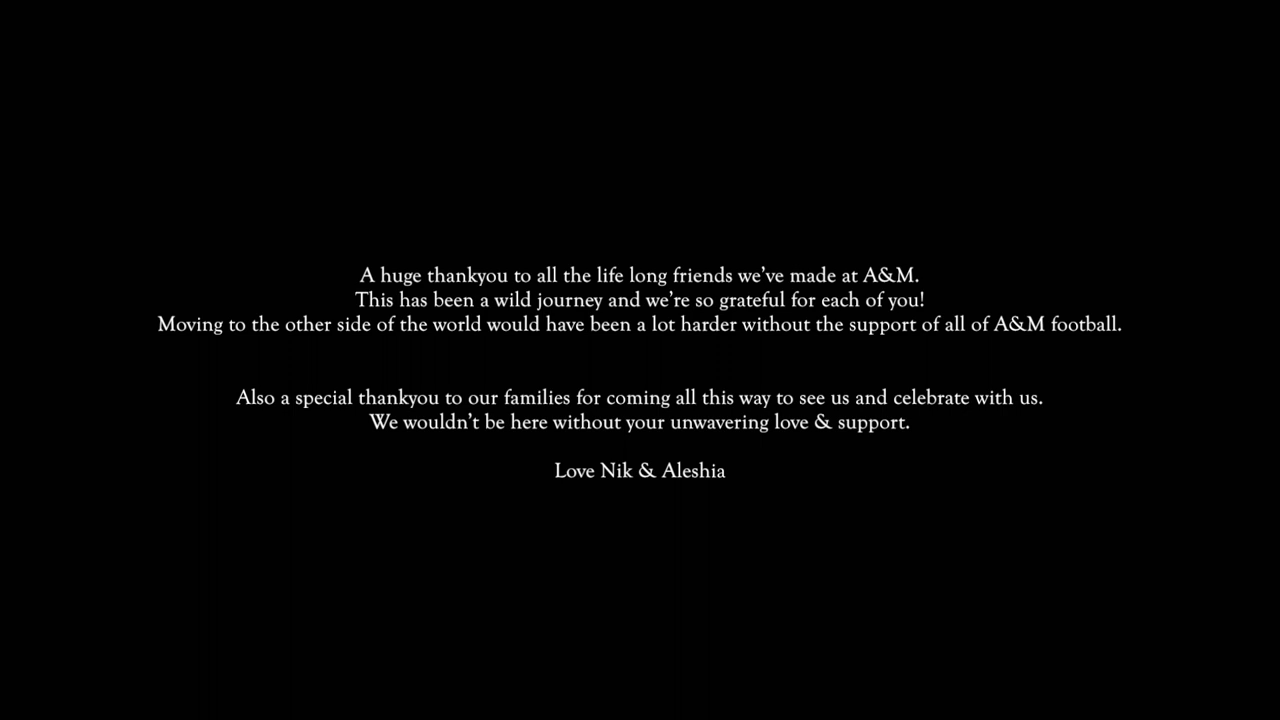 A huge thankyou to all the life long friends we've made at A&M.
This has been a wild journey and we're so grateful for each of you!
Moving to the other side of the world would have been a lot harder without the support of all of A&M football.
Also a special thankyou to our families for coming all this way to see us and celebrate with us.
We wouldn't be here without your unwavering love & support.
Love Nik & Aleshia